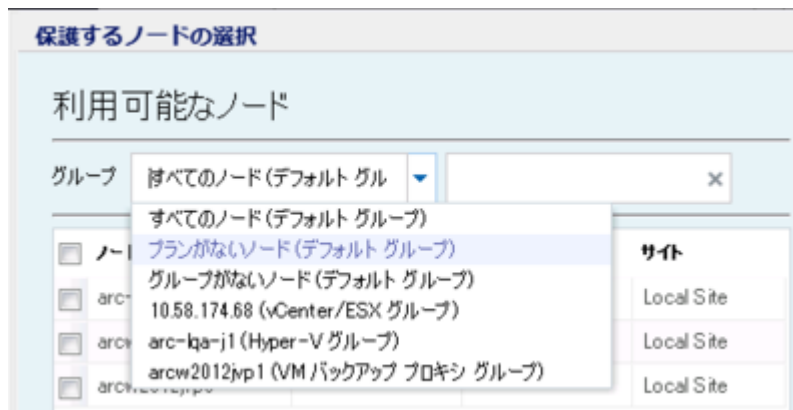 保護するノードの選択
利用可能なノード
グループ すべてのノード(デフォルト グル
すべてのノード(デフォルト グループ)
プランがないノード(デフォルト グループ)
グループがないノード(デフォルト グループ)
10.58.174.68 (vCenter/ESX グループ)
arc-lqa-j1 (Hyper-V グループ)
arcw2012jvp1 (VM バックアップ プロキシ グループ)
サイト
Local Site
Local Site
Local Site